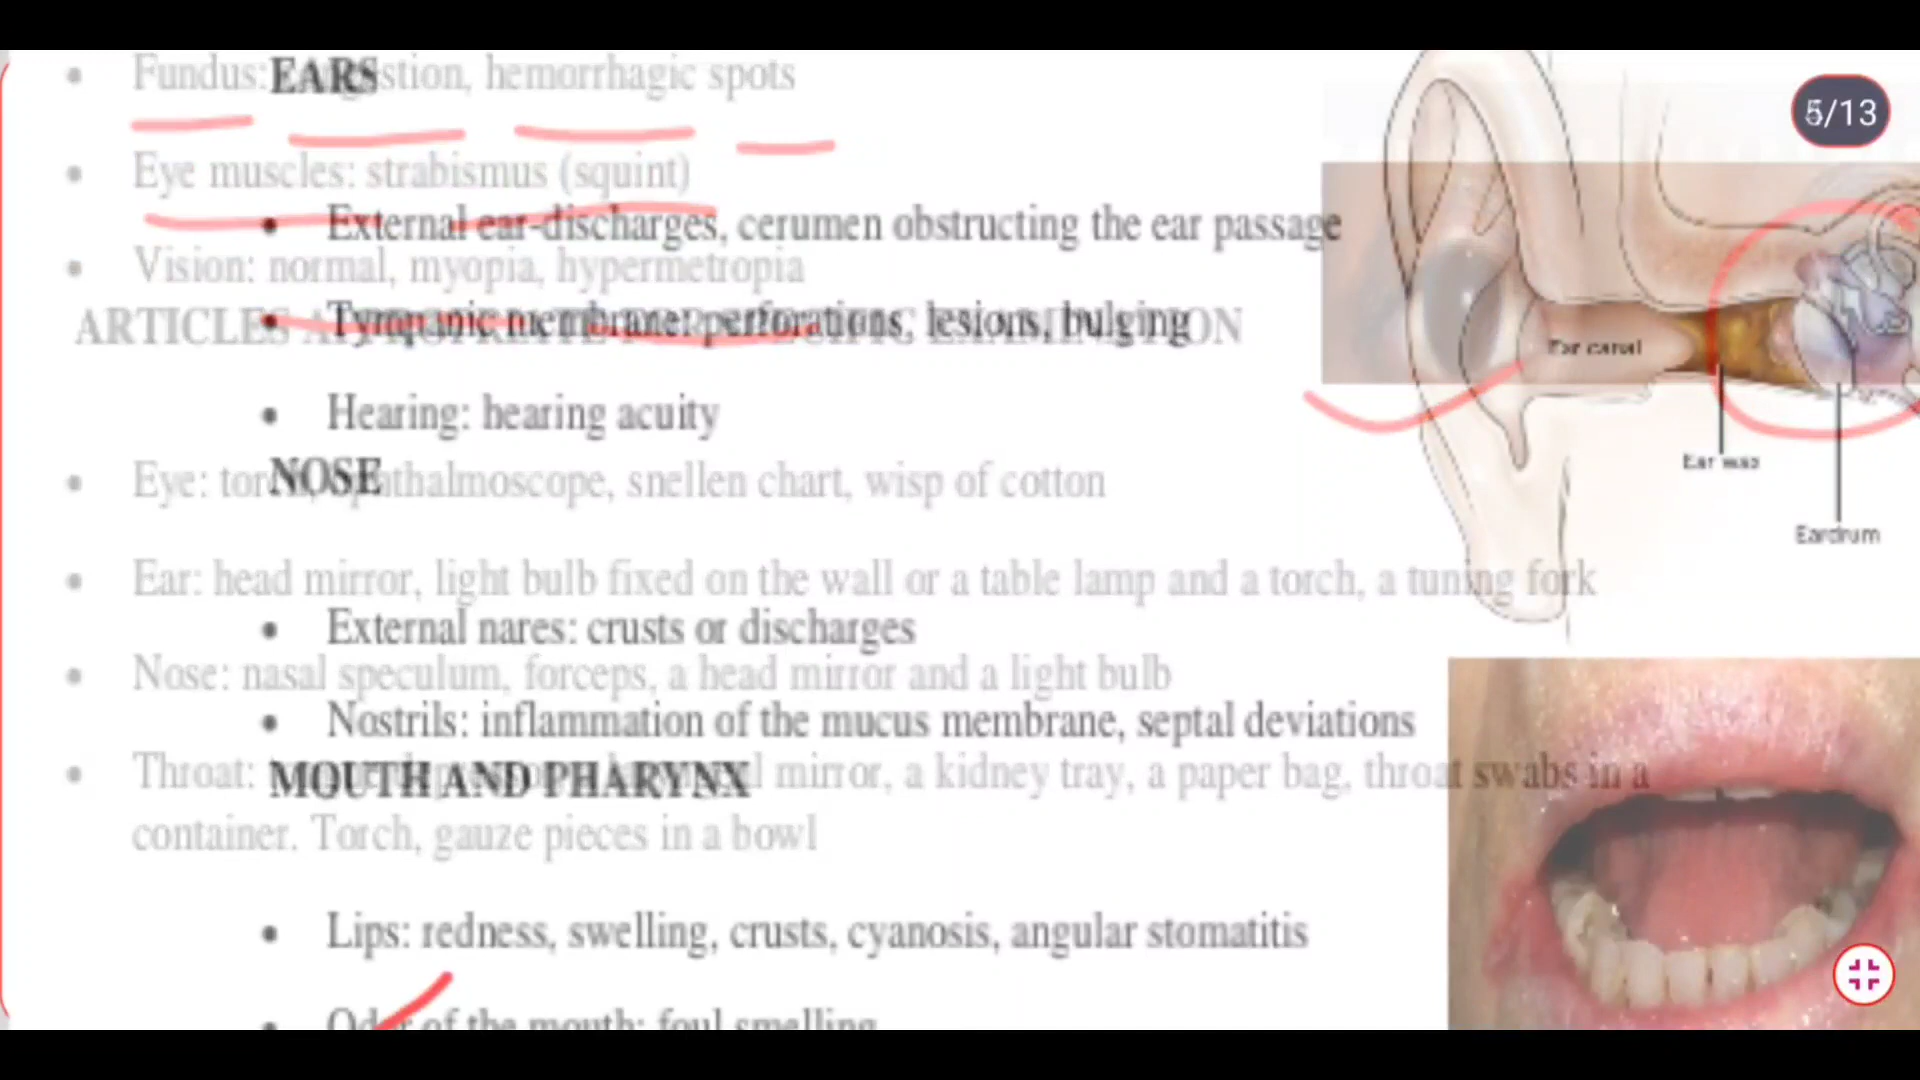 Fundus: stion, hemorrhagic spots
EARS
5/13
Eye muscles: strabismus (squint)
External ear-discharges, cerumen obstructing the ear passage
Vision: normal, myopia, hypermetropia
Tympanic membrane: perforations, lesions, bulging
ARTICLES
Ear canal
Hearing: hearing acuity
Ear wax
NOSE
Eye: thalmoscope, snellen chart, wisp of cotton
Eardrum
Ear: head mirror, light bulb fixed on the wall or a table lamp and a torch, a tuning fork
External nares: crusts or discharges
Nose: nasal speculum, forceps, a head mirror and a light bulb
Nostrils: inflammation of the mucus membrane, septal deviations
Throat: mirror, a kidney tray, a paper bag, throat swabs in a
MOUTH AND PHARYNX
container. Torch, gauze pieces in a bowl
Lips: redness, swelling, crusts, cyanosis, angular stomatitis
Odor of the mouth: foul smelling